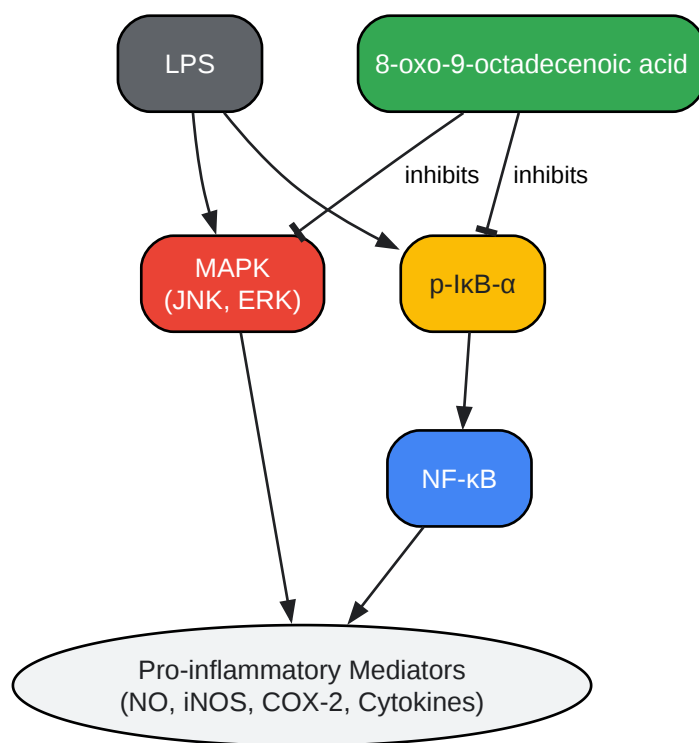 LPS
8-oxo-9-octadecenoic acid
inhibits
inhibits
MAPK
(JNK, ERK)
p-IκB-α
NF-κB
Pro-inflammatory Mediators
(NO, iNOS, COX-2, Cytokines)